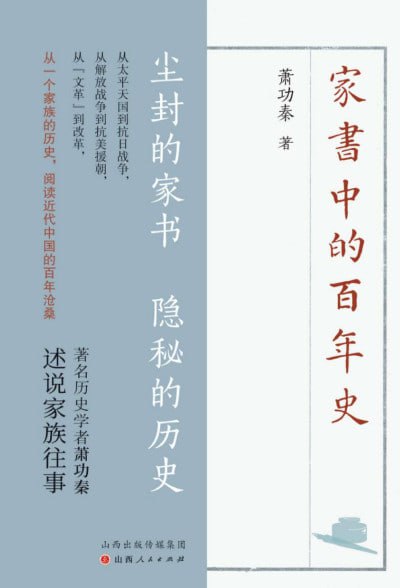 家書中的百年史
萧功秦 著
尘封的家书 隐秘的历史
从太平天国到抗日战争，
从解放战争到抗美援朝，
从「文革」到改革，
从一个家族的历史，阅读近代中国的百年沧桑
著名历史学者萧功秦
述说家族往事
山西出版传媒集团
山西人民出版社